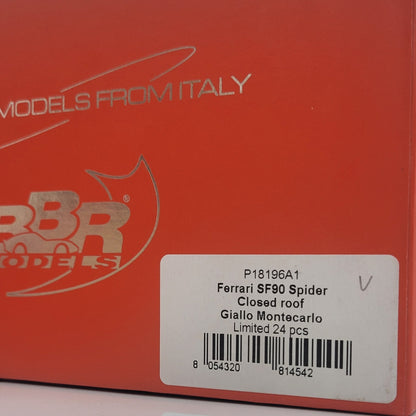 MODELS FROM ITALY
BBR®
MODELS
P18196A1
Ferrari SF90 Spider
Closed roof
Giallo Montecarlo
Limited 24 pcs
V
8 054320 814542